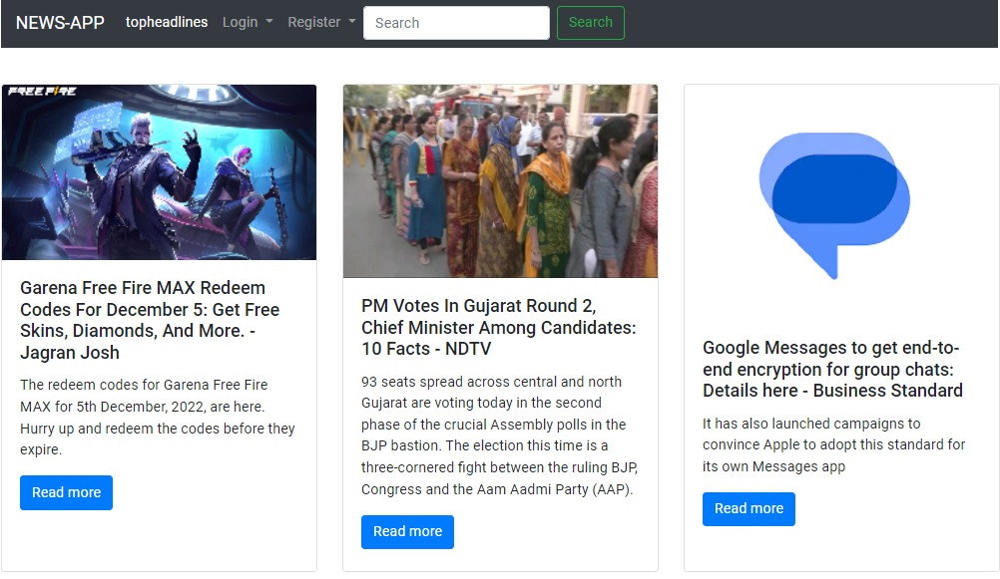 NEWS-APP topheadlines Login Register Search Search
FREE FIRE
Garena Free Fire MAX Redeem
Codes For December 5: Get Free
Skins, Diamonds, And More. -
Jagran Josh
The redeem codes for Garena Free Fire
MAX for 5th December, 2022, are here.
Hurry up and redeem the codes before they
expire.
Read more
PM Votes In Gujarat Round 2,
Chief Minister Among Candidates:
10 Facts - NDTV
93 seats spread across central and north
Gujarat are voting today in the second
phase of the crucial Assembly polls in the
BJP bastion. The election this time is a
three-cornered fight between the ruling BJP,
Congress and the Aam Aadmi Party (AAP).
Read more
Google Messages to get end-to-
end encryption for group chats:
Details here - Business Standard
It has also launched campaigns to
convince Apple to adopt this standard for
its own Messages app
Read more